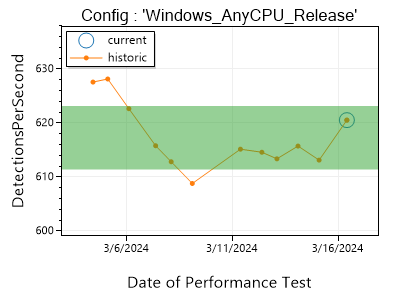 Config : 'Windows_AnyCPU_Release'
current
historic
DetectionsPerSecond
630
620
610
600
3/6/2024
3/11/2024
3/16/2024
Date of Performance Test